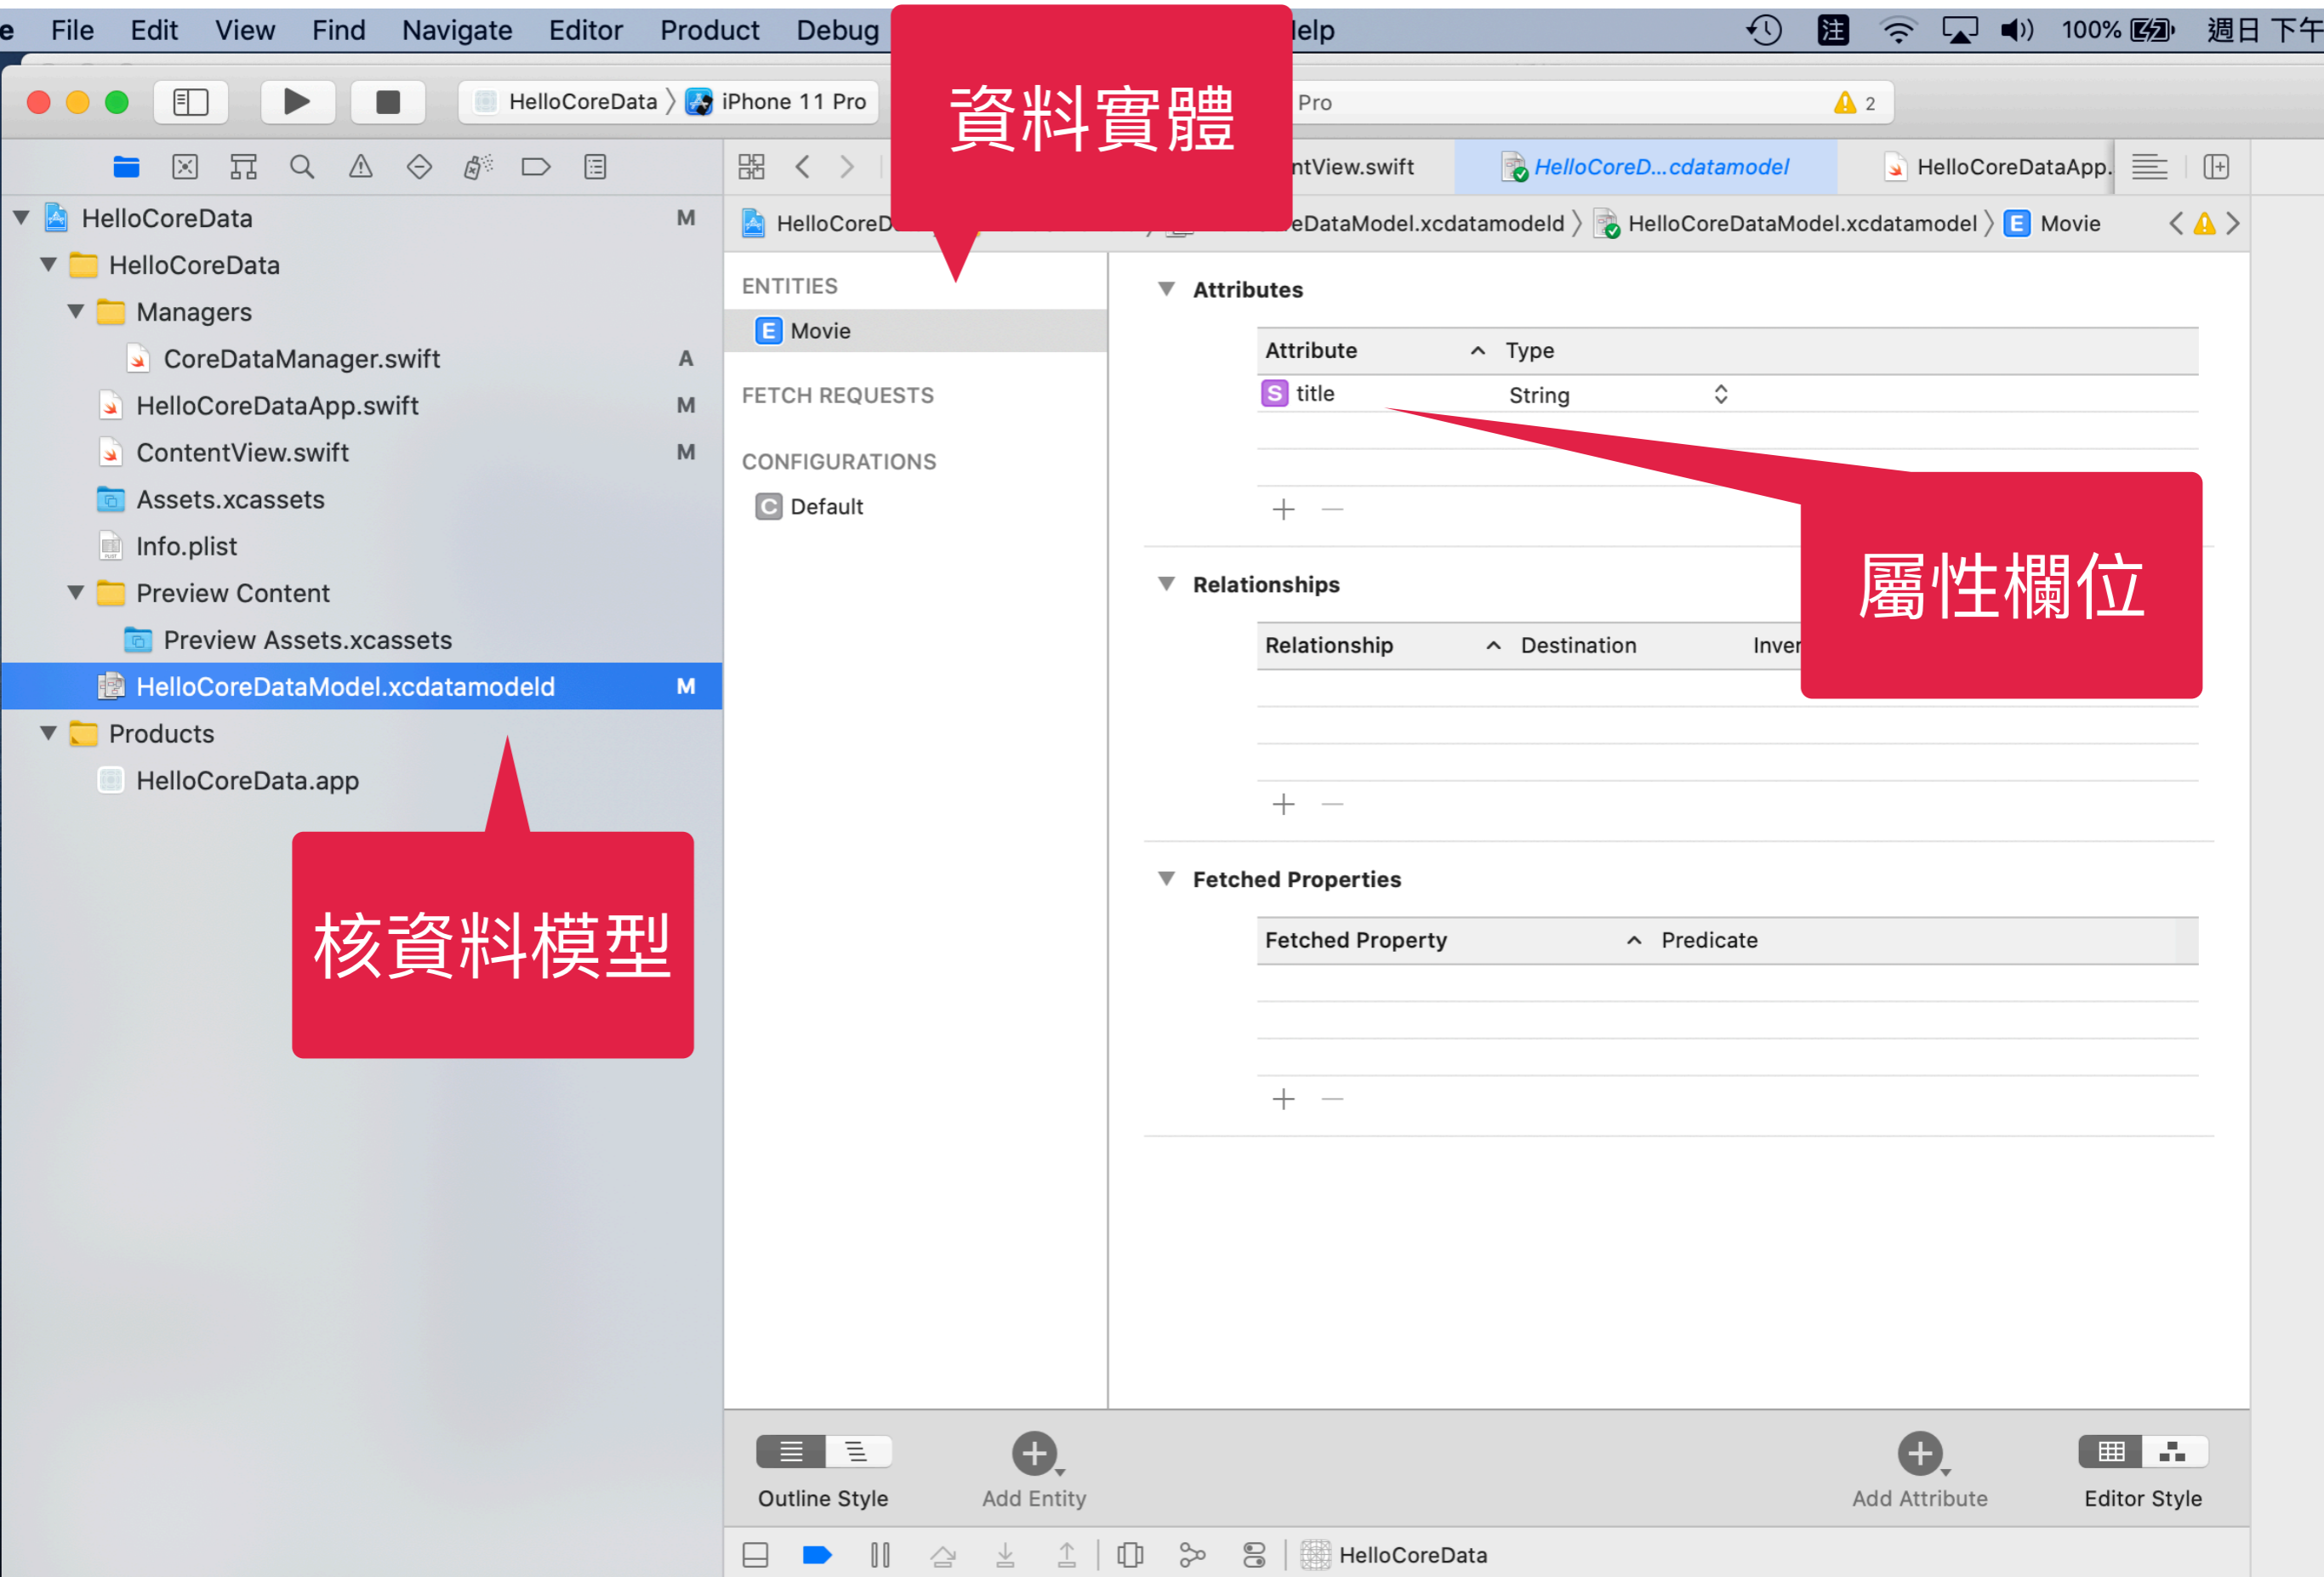 File Edit View Find Navigate Editor Product Debug elp 注 100% 週日 下午
HelloCoreData 〉 iPhone 11 Pro
Pro
2
資料實體
ntView.swift
HelloCoreD...cdatamodel
HelloCoreDataApp.
HelloCoreData M
HelloCoreD
eDataModel.xcdatamodeld 〉 HelloCoreDataModel.xcdatamodel 〉 E Movie
HelloCoreData
Managers
CoreDataManager.swift A
HelloCoreDataApp.swift M
ContentView.swift M
Assets.xcassets
Info.plist
Preview Content
Preview Assets.xcassets
HelloCoreDataModel.xcdatamodeld M
Products
HelloCoreData.app
核資料模型
ENTITIES
E Movie
FETCH REQUESTS
CONFIGURATIONS
C Default
Attributes
Attribute Type
S title String
屬性欄位
Relationships
Relationship Destination Inver
Fetched Properties
Fetched Property Predicate
Outline Style
Add Entity
Add Attribute
Editor Style
HelloCoreData